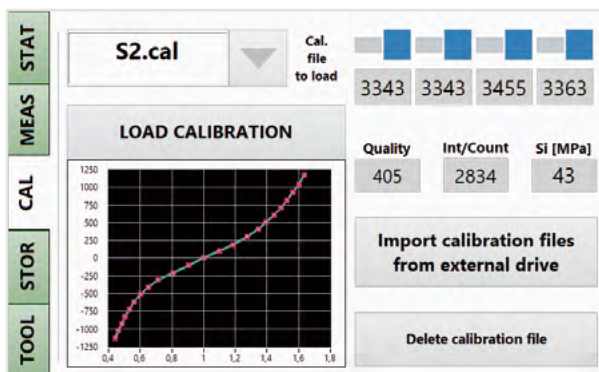 STAT
MEAS
CAL
STOR
TOOL
S2.cal
Cal.
file
to load
3343 3343 3455 3363
LOAD CALIBRATION
Quality Int/Count Si [MPa]
405 2834 43
1250
1000
750
500
250
0
-250
-500
-750
-1000
-1250
0,4 0,6 0,8 1 1,2 1,4 1,6 1,8
Import calibration files
from external drive
Delete calibration file